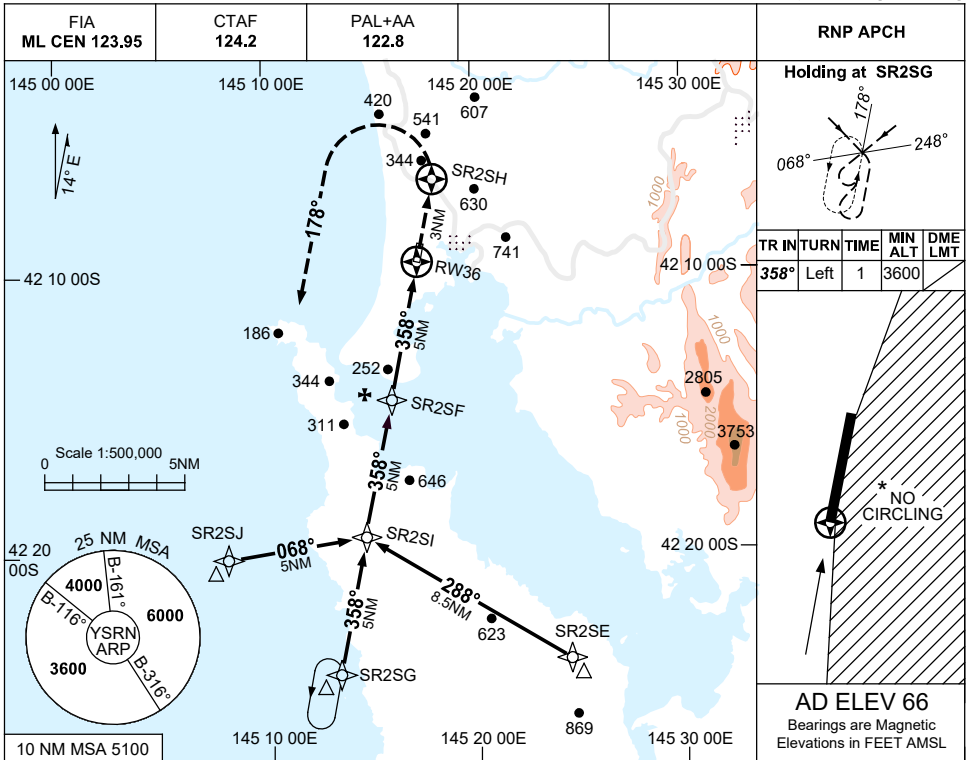 FIA
ML CEN 123.95
CTAF
124.2
PAL+AA
122.8
RNP APCH
145 00 00E
145 10 00E
145 20 00E
145 30 00E
Holding at SR2SG
178°
248°
068°
TR IN TURN TIME MIN ALT DME LMT
358° Left 1 3600
14° E
420
607
541
344
SR2SH
630
178°
3NM
741
RW36
1000
42 10 00S
42 10 00S
186
358°
5NM
1000
252
344
SR2SF
2805
2000
311
1000
3753
Scale 1:500,000
0 5NM
358°
5NM
646
* NO
CIRCLING
SR2SJ
068°
5NM
SR2SI
42 20
00S
42 20 00S
25 NM MSA
B-161°
4000
6000
B-116°
YSRN
ARP
3600
B-316°
288°
8.5NM
358°
5NM
623
SR2SE
SR2SG
869
10 NM MSA 5100
145 10 00E
145 20 00E
145 30 00E
AD ELEV 66
Bearings are Magnetic
Elevations in FEET AMSL